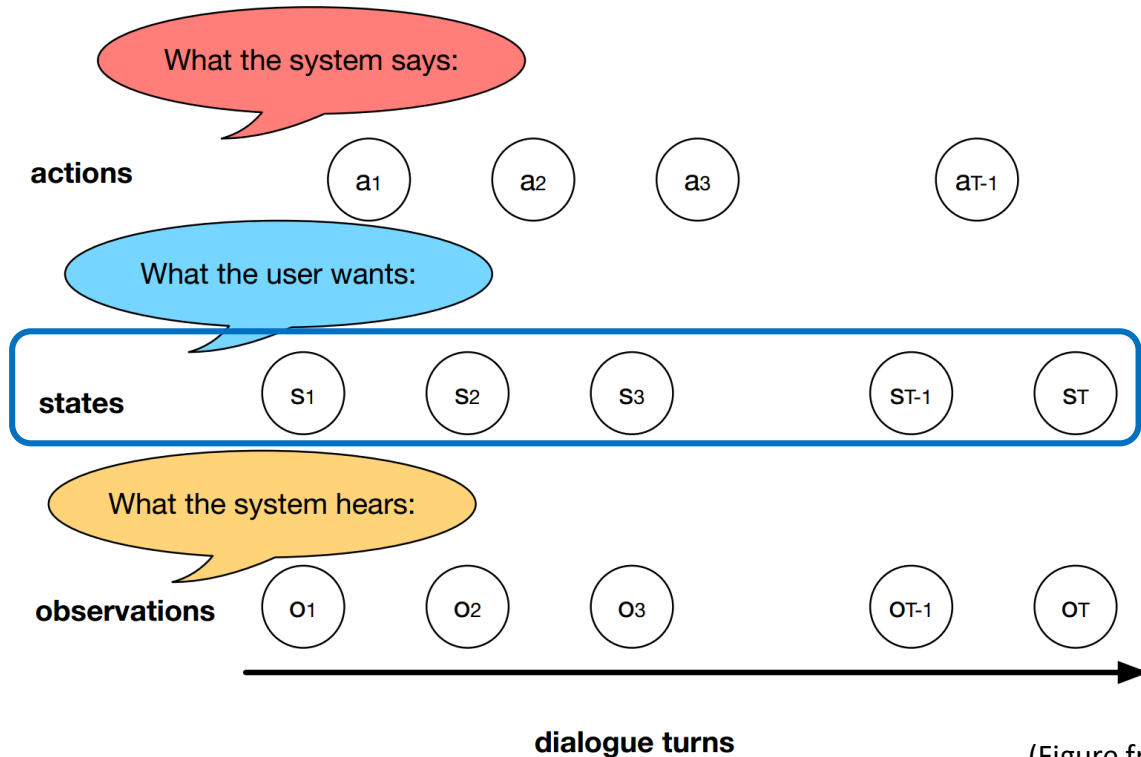 What the system says:
actions
a1 a2 a3 aT-1
What the user wants:
states
s1 s2 s3 sT-1 sT
What the system hears:
observations
o1 o2 o3 oT-1 oT
dialogue turns
(Figure